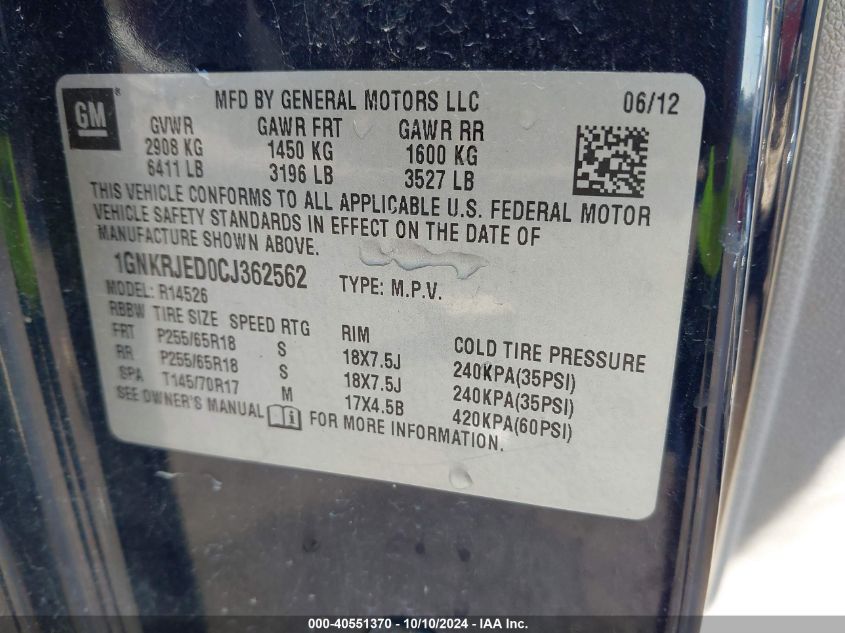 GM ®
MFD BY GENERAL MOTORS LLC 06/12
GVWR GAWR FRT GAWR RR
2908 KG 1450 KG 1600 KG
6411 LB 3196 LB 3527 LB
THIS VEHICLE CONFORMS TO ALL APPLICABLE U.S. FEDERAL MOTOR
VEHICLE SAFETY STANDARDS IN EFFECT ON THE DATE OF
MANUFACTURE SHOWN ABOVE.
1GNKRJED0CJ362562 TYPE: M.P.V.
MODEL: R14526
RBBW TIRE SIZE SPEED RTG RIM COLD TIRE PRESSURE
FRT P255/65R18 S 18X7.5J 240KPA(35PSI)
RR P255/65R18 S 18X7.5J 240KPA(35PSI)
SPA T145/70R17 M 17X4.5B 420KPA(60PSI)
SEE OWNER'S MANUAL FOR MORE INFORMATION.
000-40551370 - 10/10/2024 - IAA Inc.